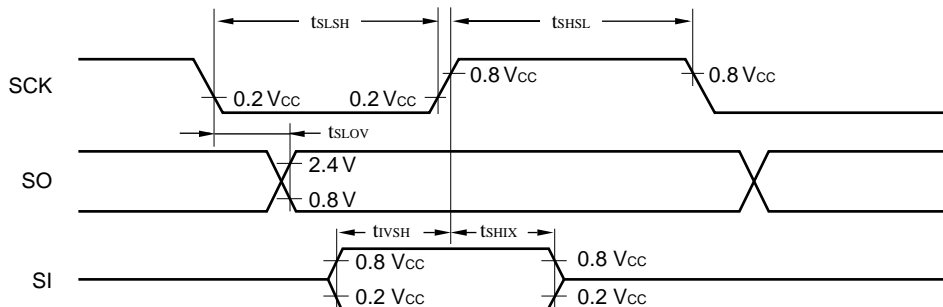 tSLSH tSHSL
SCK 0.8 VCC 0.8 VCC
0.2 VCC 0.2 VCC
tSLOV
2.4 V
SO
0.8 V
tIVSH tSHIX
0.8 VCC 0.8 VCC
SI
0.2 VCC 0.2 VCC